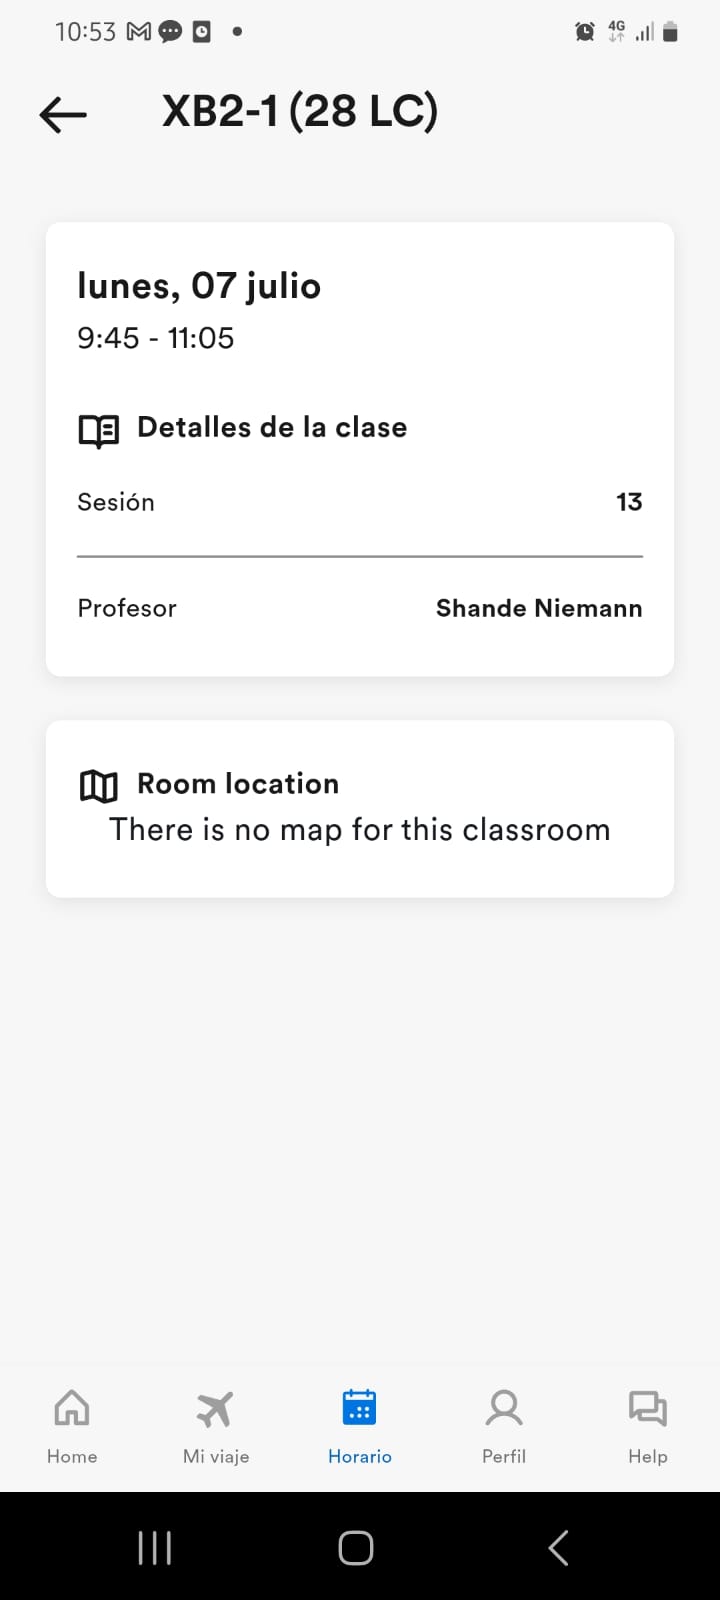 10:53
4G
XB2-1 (28 LC)
lunes, 07 julio
9:45 - 11:05
Detalles de la clase
Sesión 13
Profesor Shande Niemann
Room location
There is no map for this classroom
Home Mi viaje Horario Perfil Help